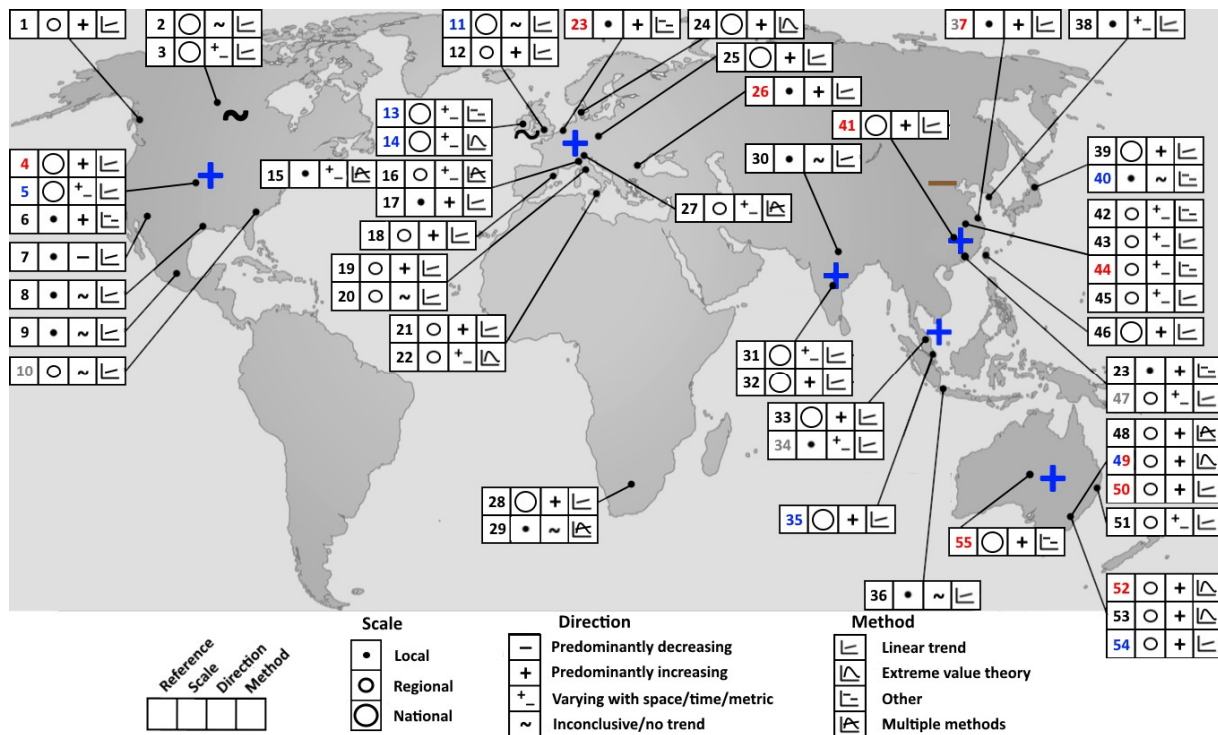 1 + 
2 ~
3 + –
11 ~
12 +
23 +
24 +
25 +
26 +
37 +
38 + –
41 +
13 + –
14 + –
15 + –
16 + –
17 +
30 ~
39 +
40 ~
4 +
5 + –
6 +
7 –
8 ~
9 ~
10 ~
18 +
19 +
20 ~
21 +
22 + –
27 + –
42 + –
43 + –
44 + –
45 + –
46 +
31 + –
32 +
33 +
34 + –
23 +
47 + –
48 +
49 +
50 +
51 + –
28 +
29 ~
35 +
55 +
36 ~
52 +
53 +
54 +
Reference
Scale
Direction
Method
Scale
Local
Regional
National
Direction
– Predominantly decreasing
+ Predominantly increasing
+ – Varying with space/time/metric
~ Inconclusive/no trend
Method
Linear trend
Extreme value theory
Other
Multiple methods